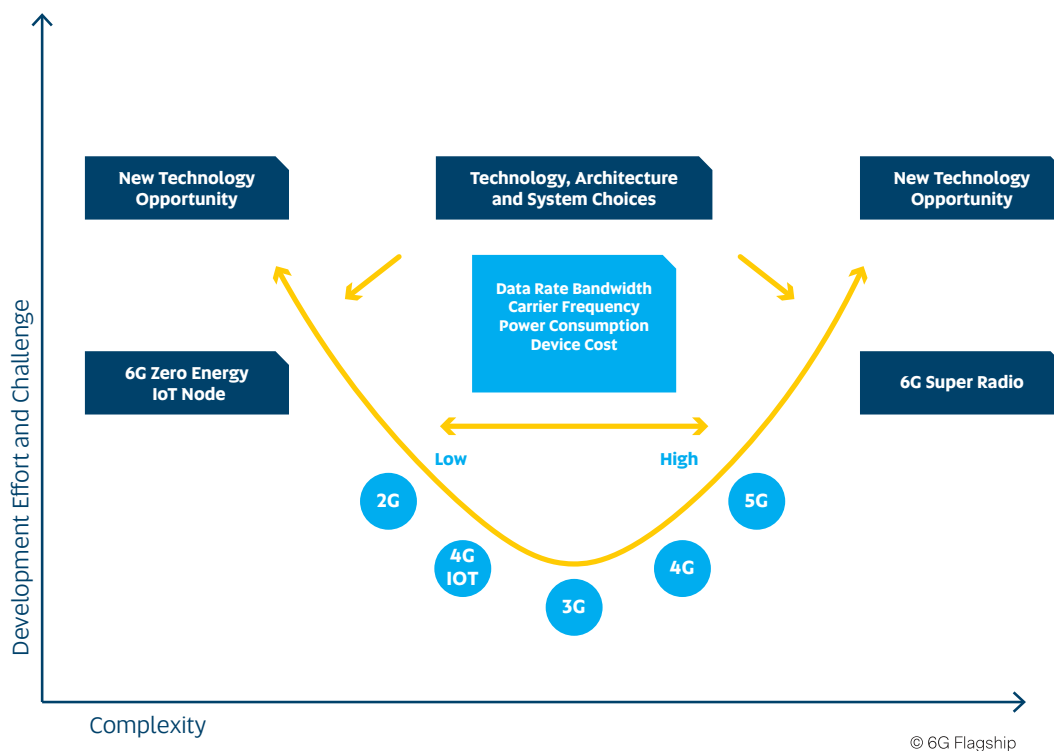 New Technology
Opportunity
Technology, Architecture
and System Choices
New Technology
Opportunity
Data Rate Bandwidth
Carrier Frequency
Power Consumption
Device Cost
6G Zero Energy
IoT Node
6G Super Radio
Low
High
2G
5G
4G
IOT
4G
3G
Development Effort and Challenge
Complexity
© 6G Flagship